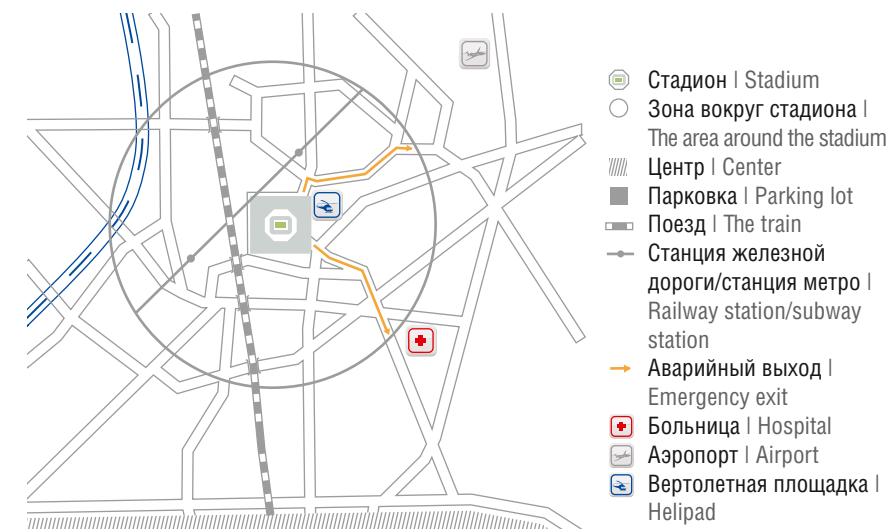 Стадион | Stadium
Зона вокруг стадиона |
The area around the stadium
Центр | Center
Парковка | Parking lot
Поезд | The train
Станция железной
дороги/станция метро |
Railway station/subway
station
Аварийный выход |
Emergency exit
Больница | Hospital
Аэропорт | Airport
Вертолетная площадка |
Helipad